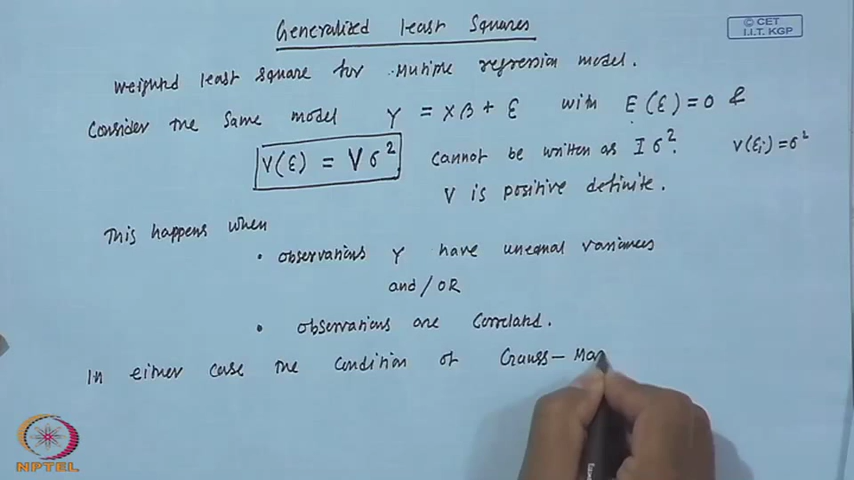 Generalized Least Squares
© CET
I.I.T. KGP
Weighted least square for Multiple regression model.
Consider the same model Y = Xβ + ε with E(ε) = 0 &
V(ε) = Vσ² cannot be written as Iσ². V(εi) = σ²
V is positive definite.
This happens when
• observations Y have unequal variances
and/OR
• observations are Correlated.
In either case the condition of Gauss-Mar
NPTEL